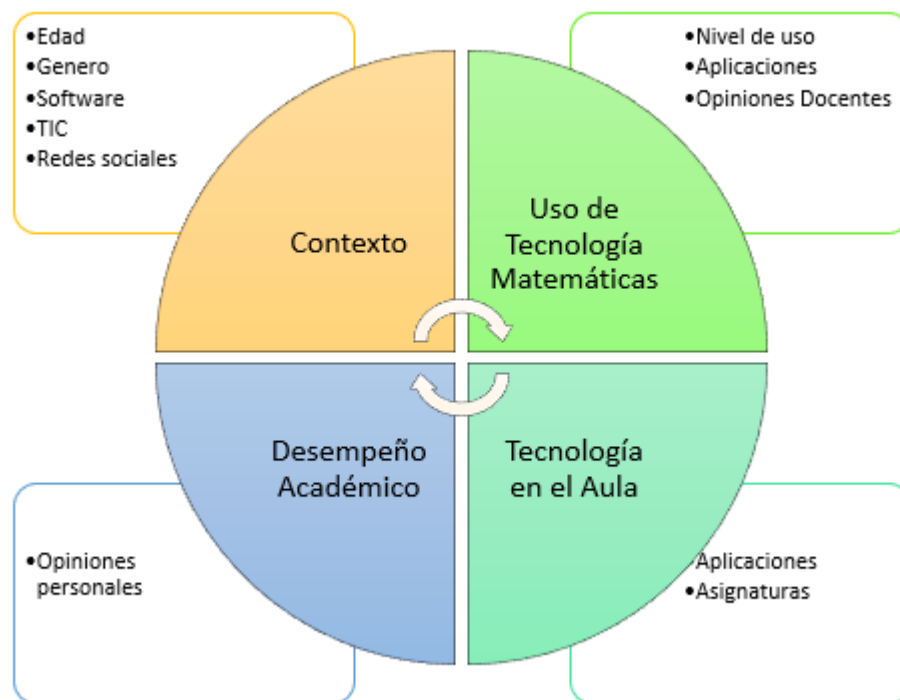 •Edad
•Genero
•Software
•TIC
•Redes sociales
•Nivel de uso
•Aplicaciones
•Opiniones Docentes
Contexto
Uso de
Tecnología
Matemáticas
Desempeño
Académico
Tecnología
en el Aula
•Opiniones
personales
Aplicaciones
•Asignaturas